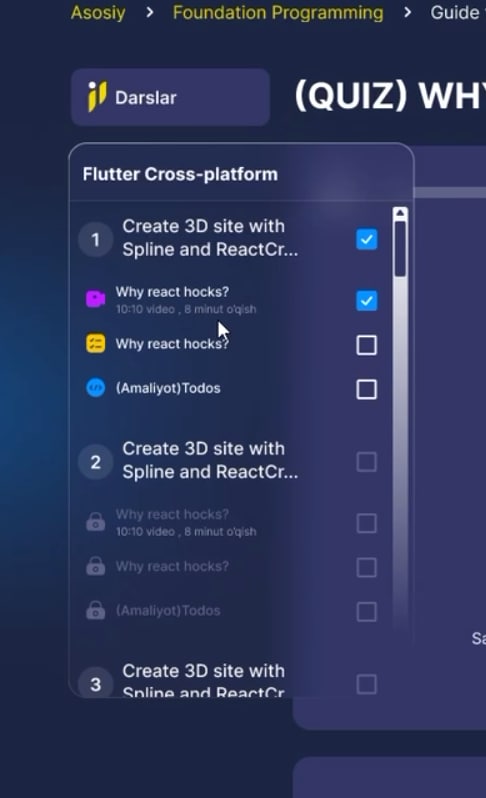 Asosiy > Foundation Programming > Guide
Darslar
(QUIZ) WHY
Flutter Cross-platform
1
Create 3D site with
Spline and ReactCr...
Why react hocks?
10:10 video , 8 minut o'qish
Why react hocks?
(Amaliyot)Todos
2
Create 3D site with
Spline and ReactCr...
Why react hocks?
10:10 video , 8 minut o'qish
Why react hocks?
(Amaliyot)Todos
3
Create 3D site with
Spline and ReactCr
Sa